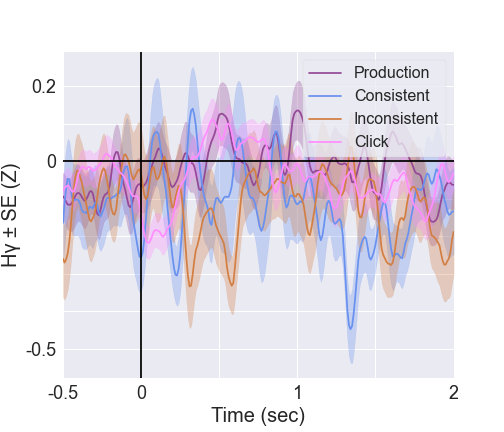 Production
Consistent
Inconsistent
Click
0.2
0
-0.5
Hγ ± SE (Z)
-0.5
0
1
2
Time (sec)